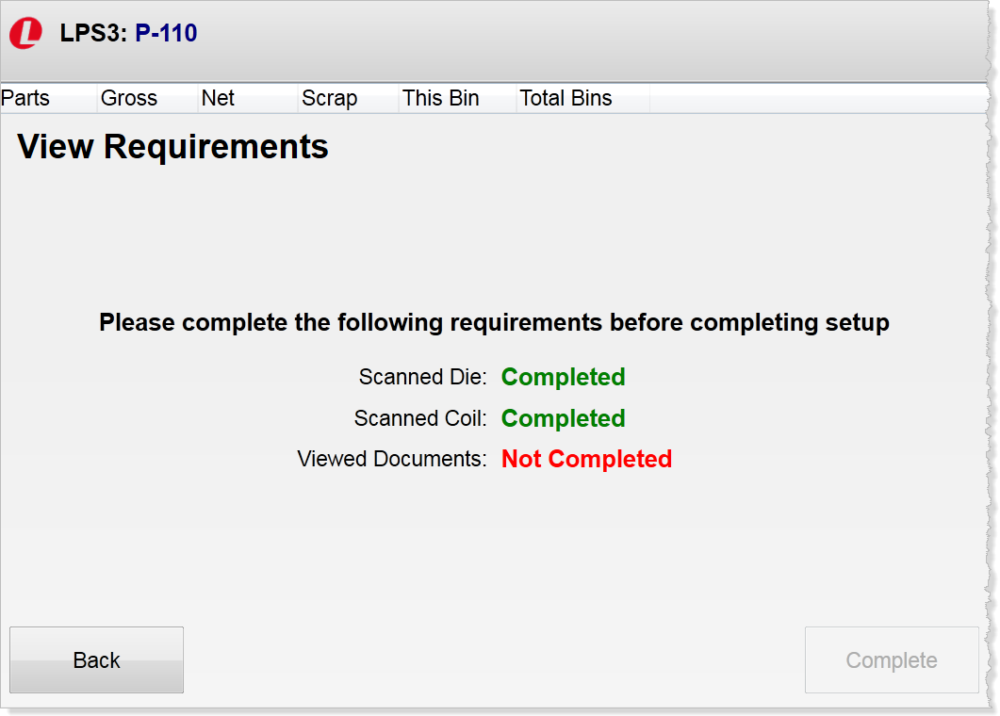 LPS3: P-110
Parts Gross Net Scrap This Bin Total Bins
View Requirements
Please complete the following requirements before completing setup
Scanned Die: Completed
Scanned Coil: Completed
Viewed Documents: Not Completed
Back Complete